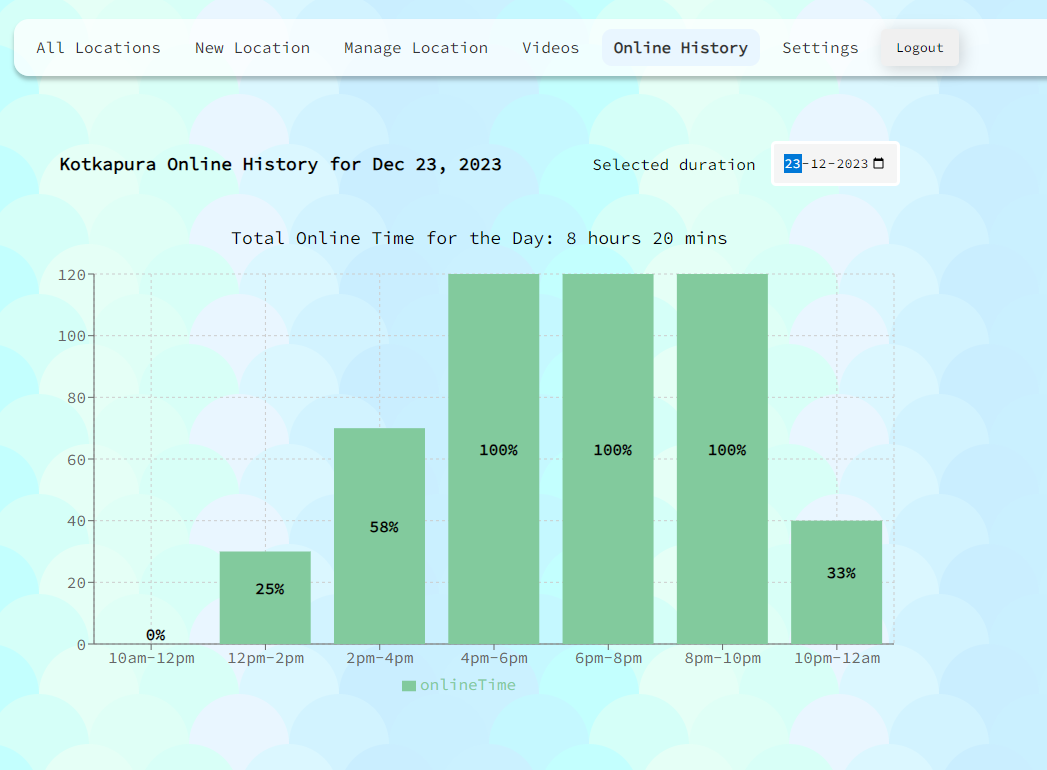 All Locations New Location Manage Location Videos Online History Settings Logout
Kotkapura Online History for Dec 23, 2023 Selected duration 23-12-2023
Total Online Time for the Day: 8 hours 20 mins
120
100
80
60
40
20
0
0% 25% 58% 100% 100% 100% 33%
10am-12pm 12pm-2pm 2pm-4pm 4pm-6pm 6pm-8pm 8pm-10pm 10pm-12am
onlineTime